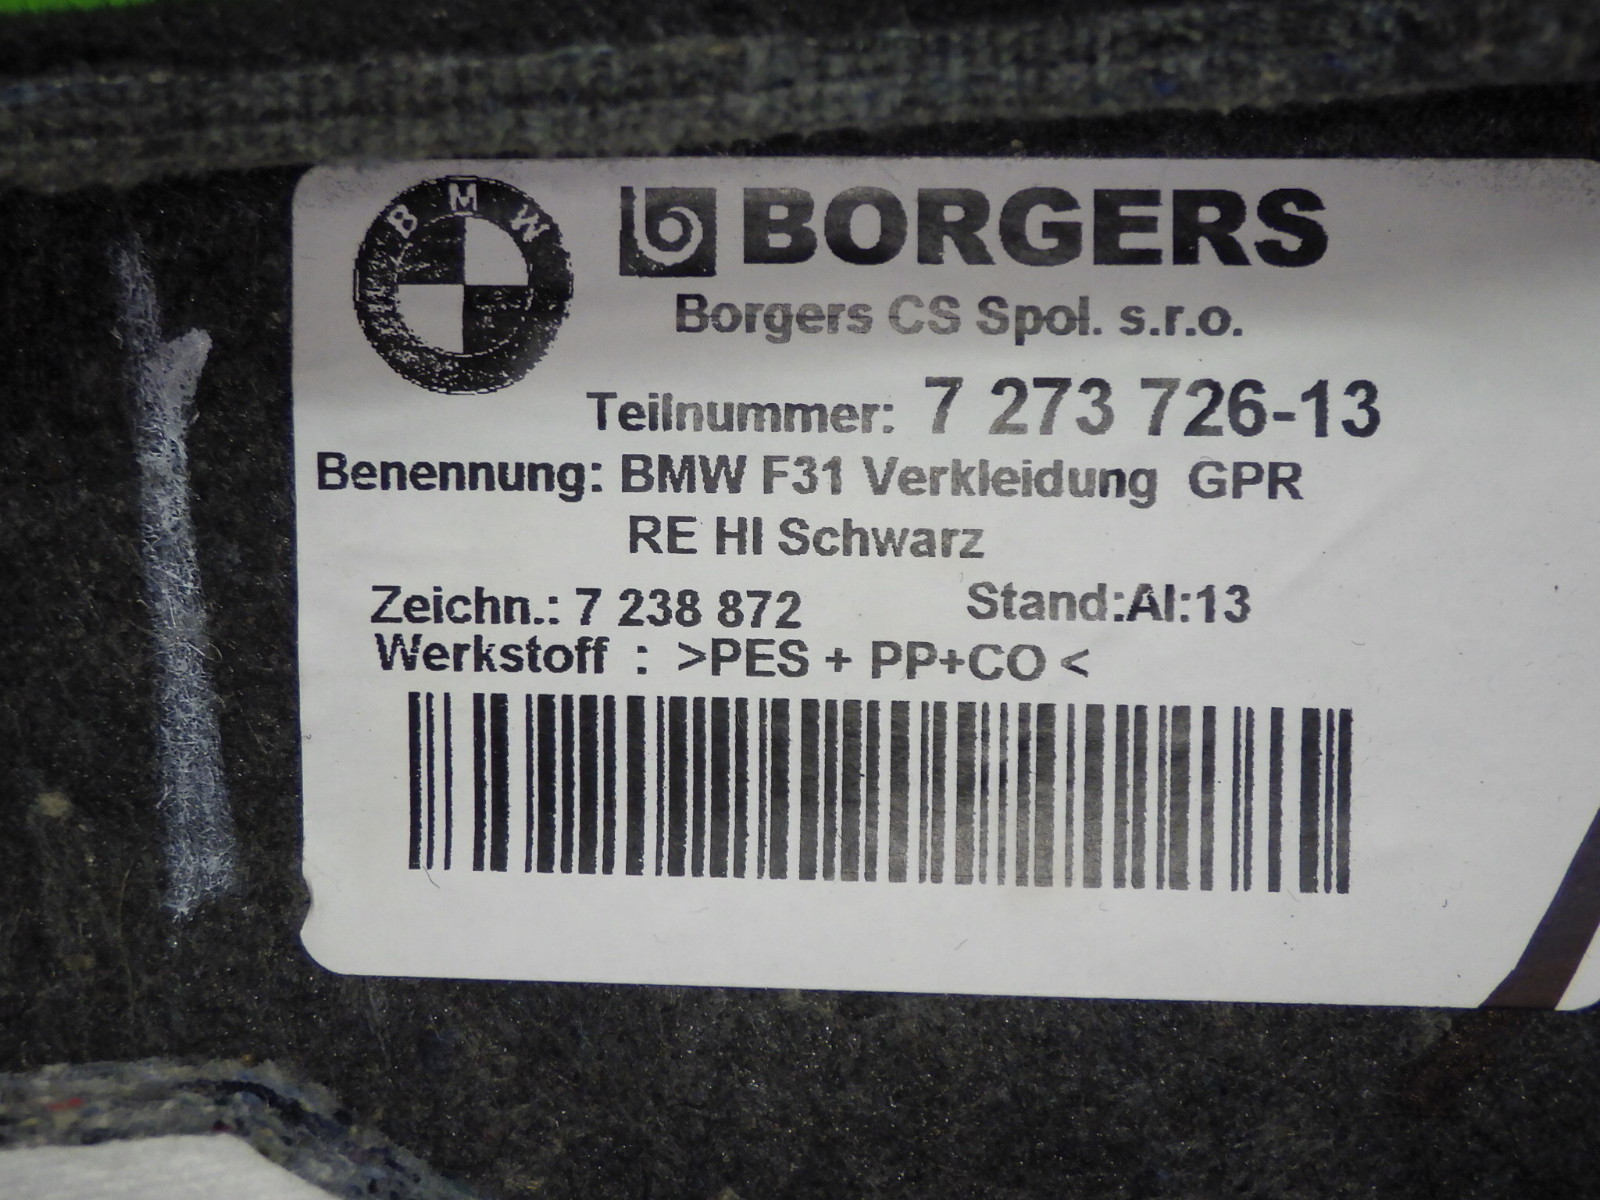 BMW
BORGERS
Borgers CS Spol. s.r.o.
Teilnummer: 7 273 726-13
Benennung: BMW F31 Verkleidung GPR
RE HI Schwarz
Zeichn.: 7 238 872 Stand:AI:13
Werkstoff : >PES + PP+CO <